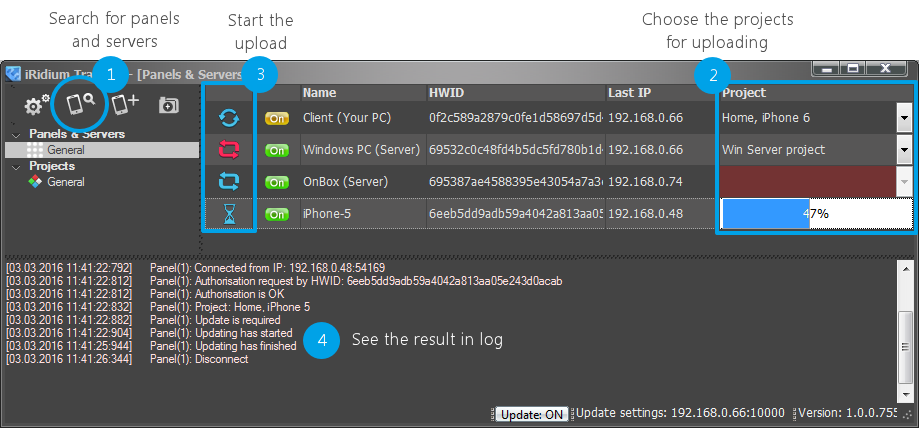 Search for panels
and servers
Start the
upload
Choose the projects
for uploading
1
3
2
iRidium Tra - [Panels & Servers
Name HWID Last IP Project
On Client (Your PC) 0f2c589a2879c0fe1d58697d5d 192.168.0.66 Home, iPhone 6
Panels & Servers
General
On Windows PC (Server) 69532c0c48fd4b5dc5fd780b1d 192.168.0.66 Win Server project
Projects
General
On OnBox (Server) 695387ae4588395e43054a7a3 192.168.0.74
On iPhone-5 6eeb5dd9adb59a4042a813aa05 192.168.0.48 47%
[03.03.2016 11:41:22:792] Panel(1): Connected from IP: 192.168.0.48:54169
[03.03.2016 11:41:22:812] Panel(1): Authorisation request by HWID: 6eeb5dd9adb59a4042a813aa05e243d0acab
[03.03.2016 11:41:22:812] Panel(1): Authorisation is OK
[03.03.2016 11:41:22:832] Panel(1): Project: Home, iPhone 5
[03.03.2016 11:41:22:882] Panel(1): Update is required
[03.03.2016 11:41:22:904] Panel(1): Updating has started
[03.03.2016 11:41:25:944] Panel(1): Updating has finished
[03.03.2016 11:41:26:344] Panel(1): Disconnect
4 See the result in log
Update: ON Update settings: 192.168.0.66:10000 Version: 1.0.0.755